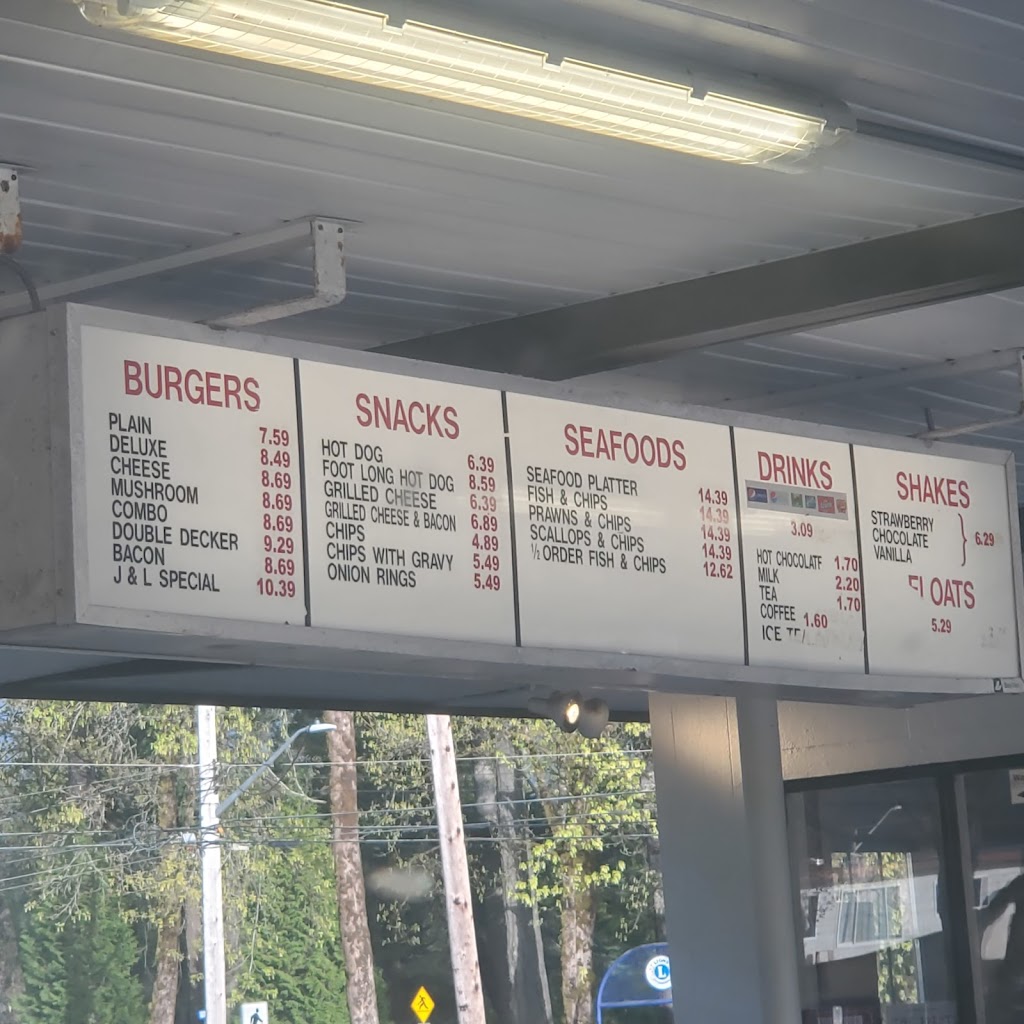 BURGERS
PLAIN 7.59
DELUXE 8.49
CHEESE 8.69
MUSHROOM 8.69
COMBO 8.69
DOUBLE DECKER 9.29
BACON 8.69
J & L SPECIAL 10.39
SNACKS
HOT DOG 6.39
FOOT LONG HOT DOG 8.59
GRILLED CHEESE 6.39
GRILLED CHEESE & BACON 6.89
CHIPS 4.89
CHIPS WITH GRAVY 5.49
ONION RINGS 5.49
SEAFOODS
SEAFOOD PLATTER 14.39
FISH & CHIPS 14.39
PRAWNS & CHIPS 14.39
SCALLOPS & CHIPS 14.39
½ ORDER FISH & CHIPS 12.62
DRINKS
3.09
HOT CHOCOLATE 1.70
MILK 2.20
TEA 1.70
COFFEE 1.60
ICE
SHAKES
STRAWBERRY
CHOCOLATE 6.29
VANILLA
FLOATS
5.29
L